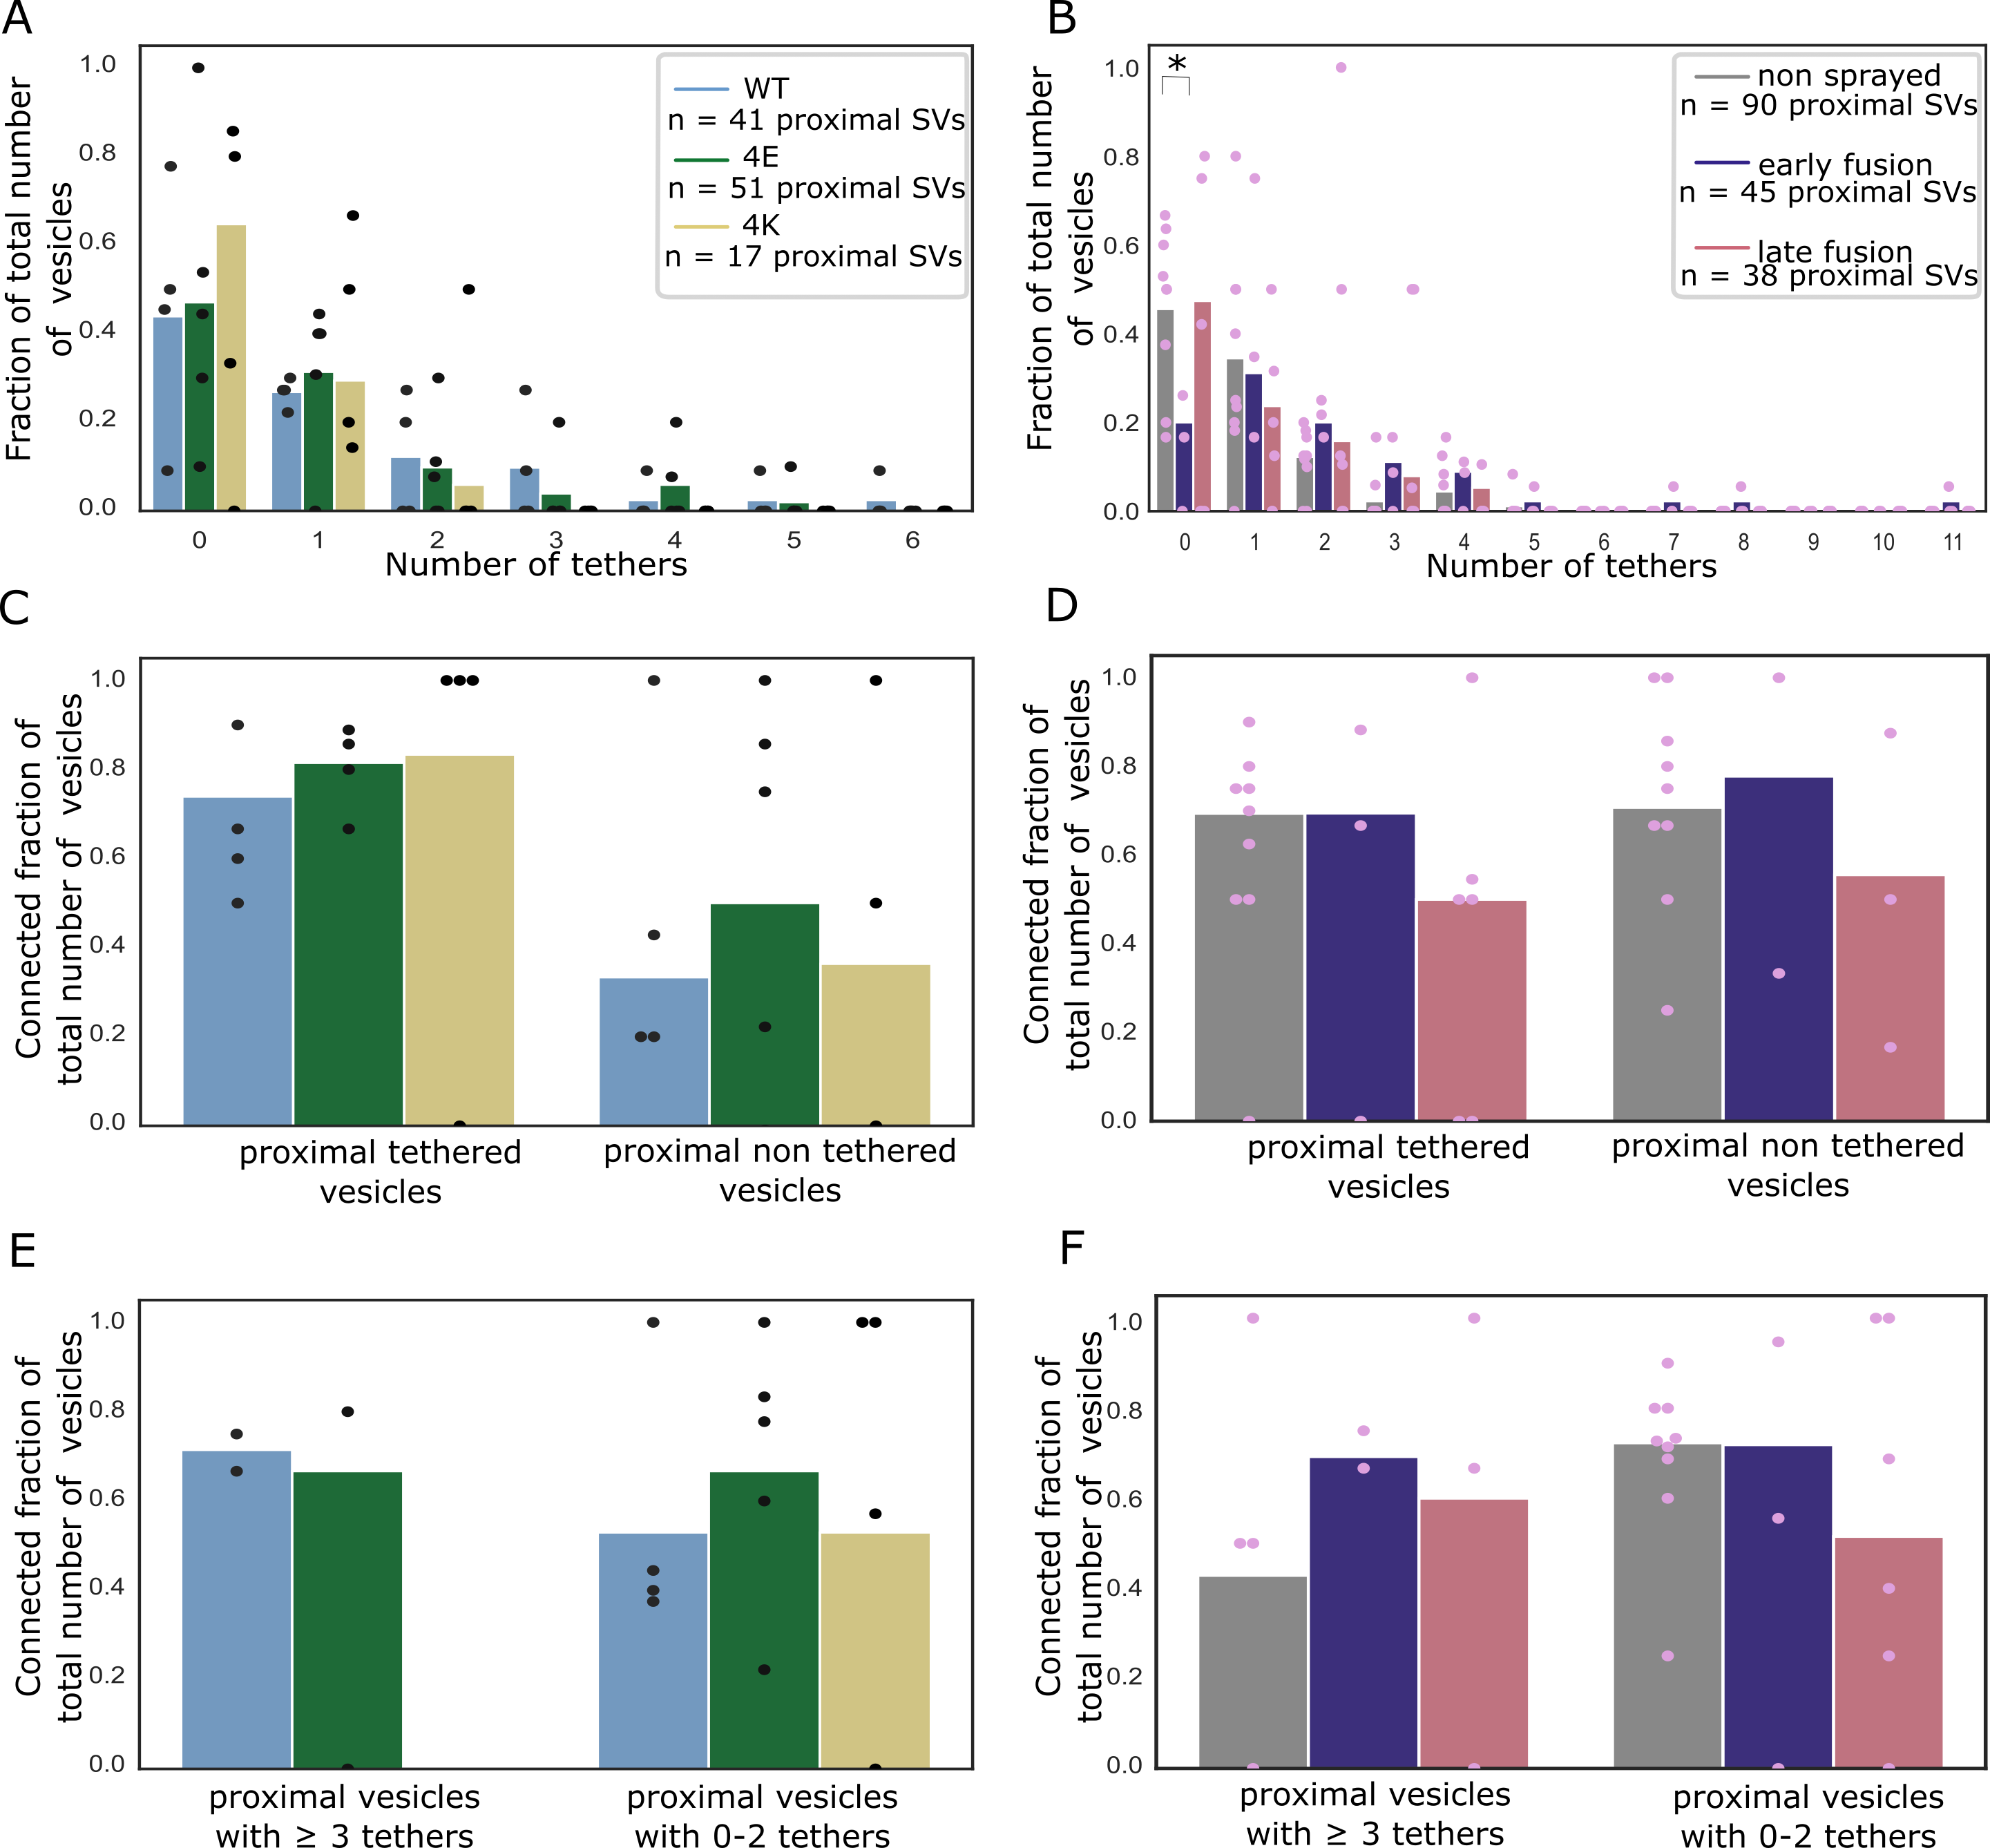 A
Fraction of total number
of vesicles
1.0
0.8
0.6
0.4
0.2
0.0
WT
n = 41 proximal SVs
4E
n = 51 proximal SVs
4K
n = 17 proximal SVs
0 1 2 3 4 5 6
Number of tethers
B
Fraction of total number
of vesicles
1.0
0.8
0.6
0.4
0.2
0.0
*
non sprayed
n = 90 proximal SVs
early fusion
n = 45 proximal SVs
late fusion
n = 38 proximal SVs
0 1 2 3 4 5 6 7 8 9 10 11
Number of tethers
C
Connected fraction of
total number of vesicles
1.0
0.8
0.6
0.4
0.2
0.0
proximal tethered
vesicles
proximal non tethered
vesicles
D
Connected fraction of
total number of vesicles
1.0
0.8
0.6
0.4
0.2
0.0
proximal tethered
vesicles
proximal non tethered
vesicles
E
Connected fraction of
total number of vesicles
1.0
0.8
0.6
0.4
0.2
0.0
proximal vesicles
with ≥ 3 tethers
proximal vesicles
with 0-2 tethers
F
Connected fraction of
total number of vesicles
1.0
0.8
0.6
0.4
0.2
0.0
proximal vesicles
with ≥ 3 tethers
proximal vesicles
with 0-2 tethers